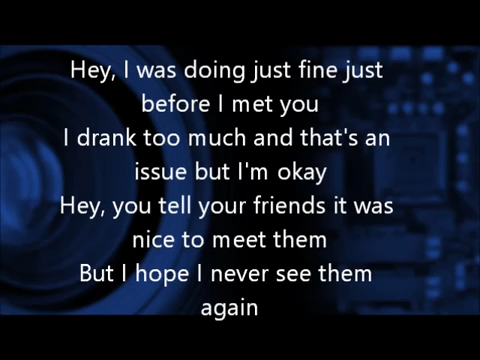 Hey, I was doing just fine just
before I met you
I drank too much and that's an
issue but I'm okay
Hey, you tell your friends it was
nice to meet them
But I hope I never see them
again